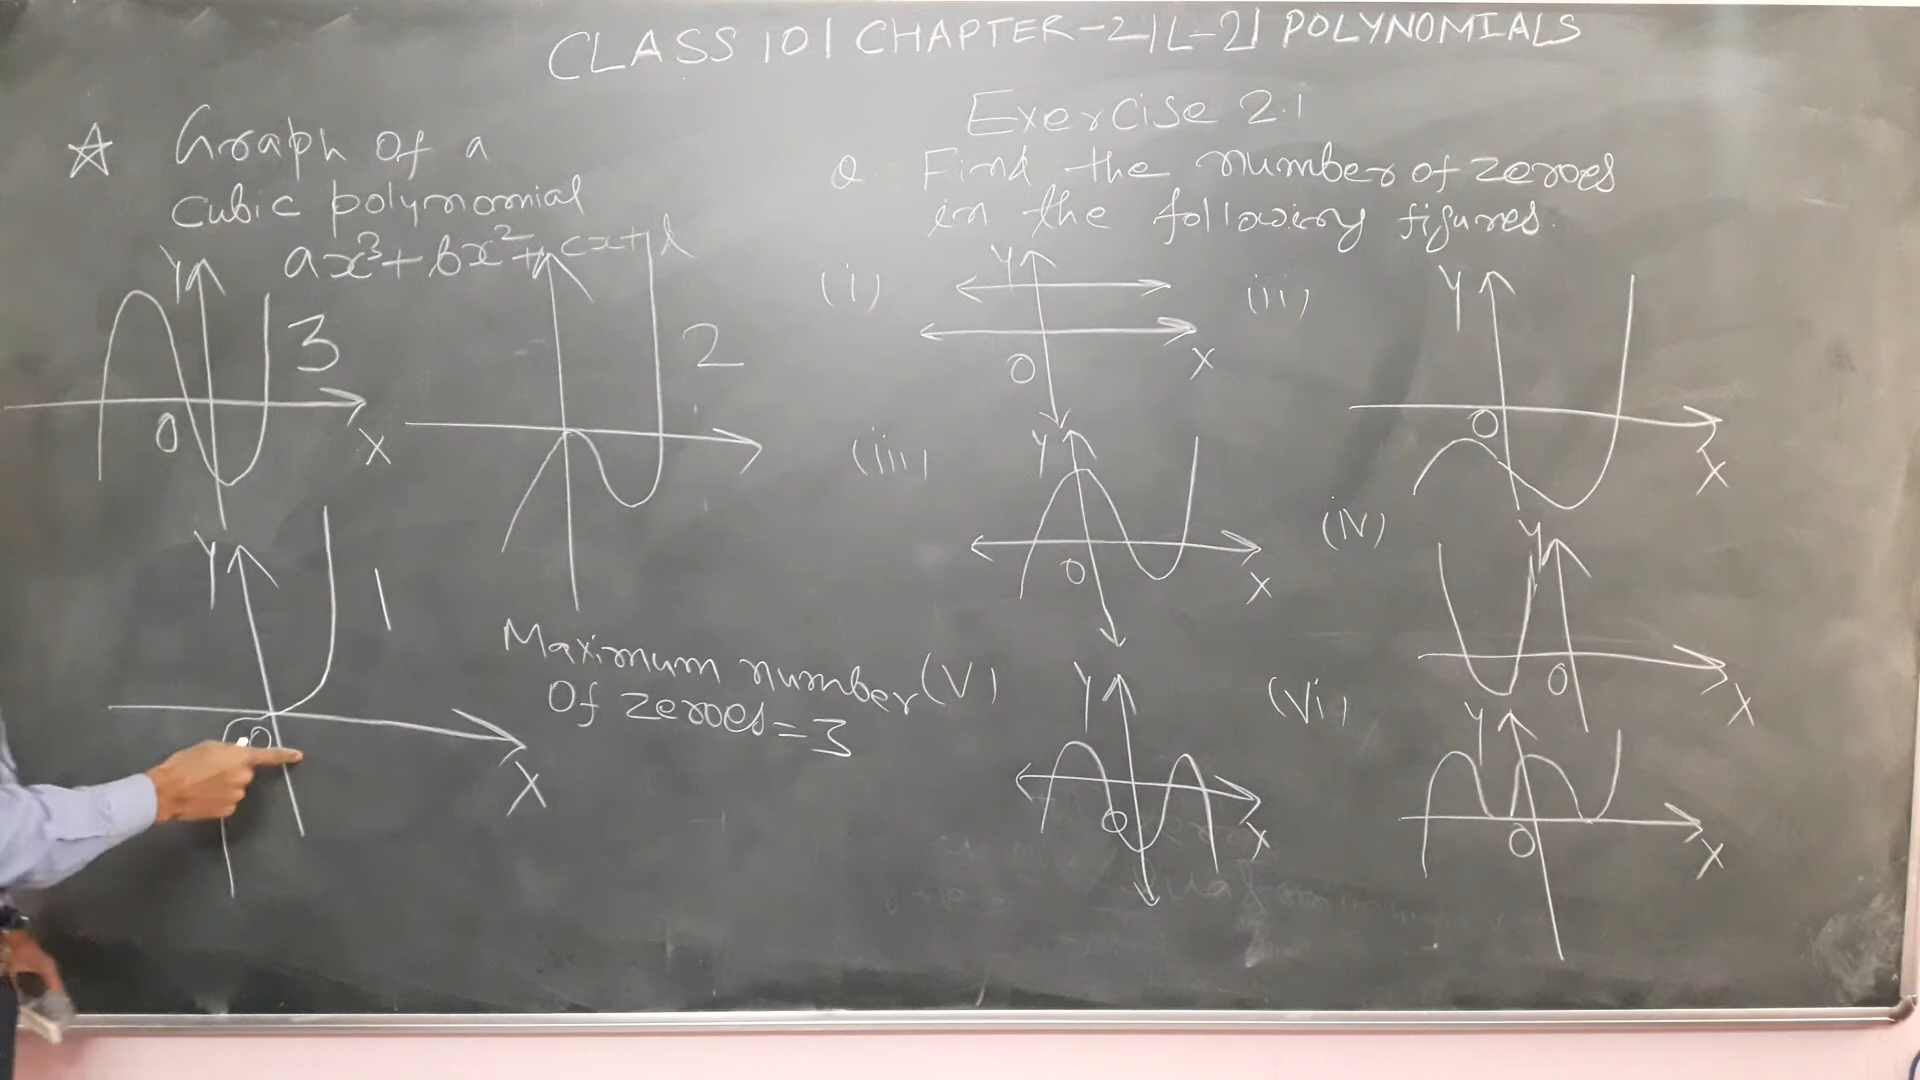 CLASS 10 | CHAPTER-2 | L-2 | POLYNOMIALS
☆ Graph of a
cubic polynomial
ax³+bx²+cx+d
Y
3
O
X
2
Y
1
O
X
Maximum number
Of zeroes=3
Exercise 2.1
Q. Find the number of zeroes
in the following figures.
(i)
Y
O
X
(ii)
Y
O
X
(iii)
Y
O
X
(iv)
Y
O
X
(V)
Y
O
X
(Vi)
Y
O
X